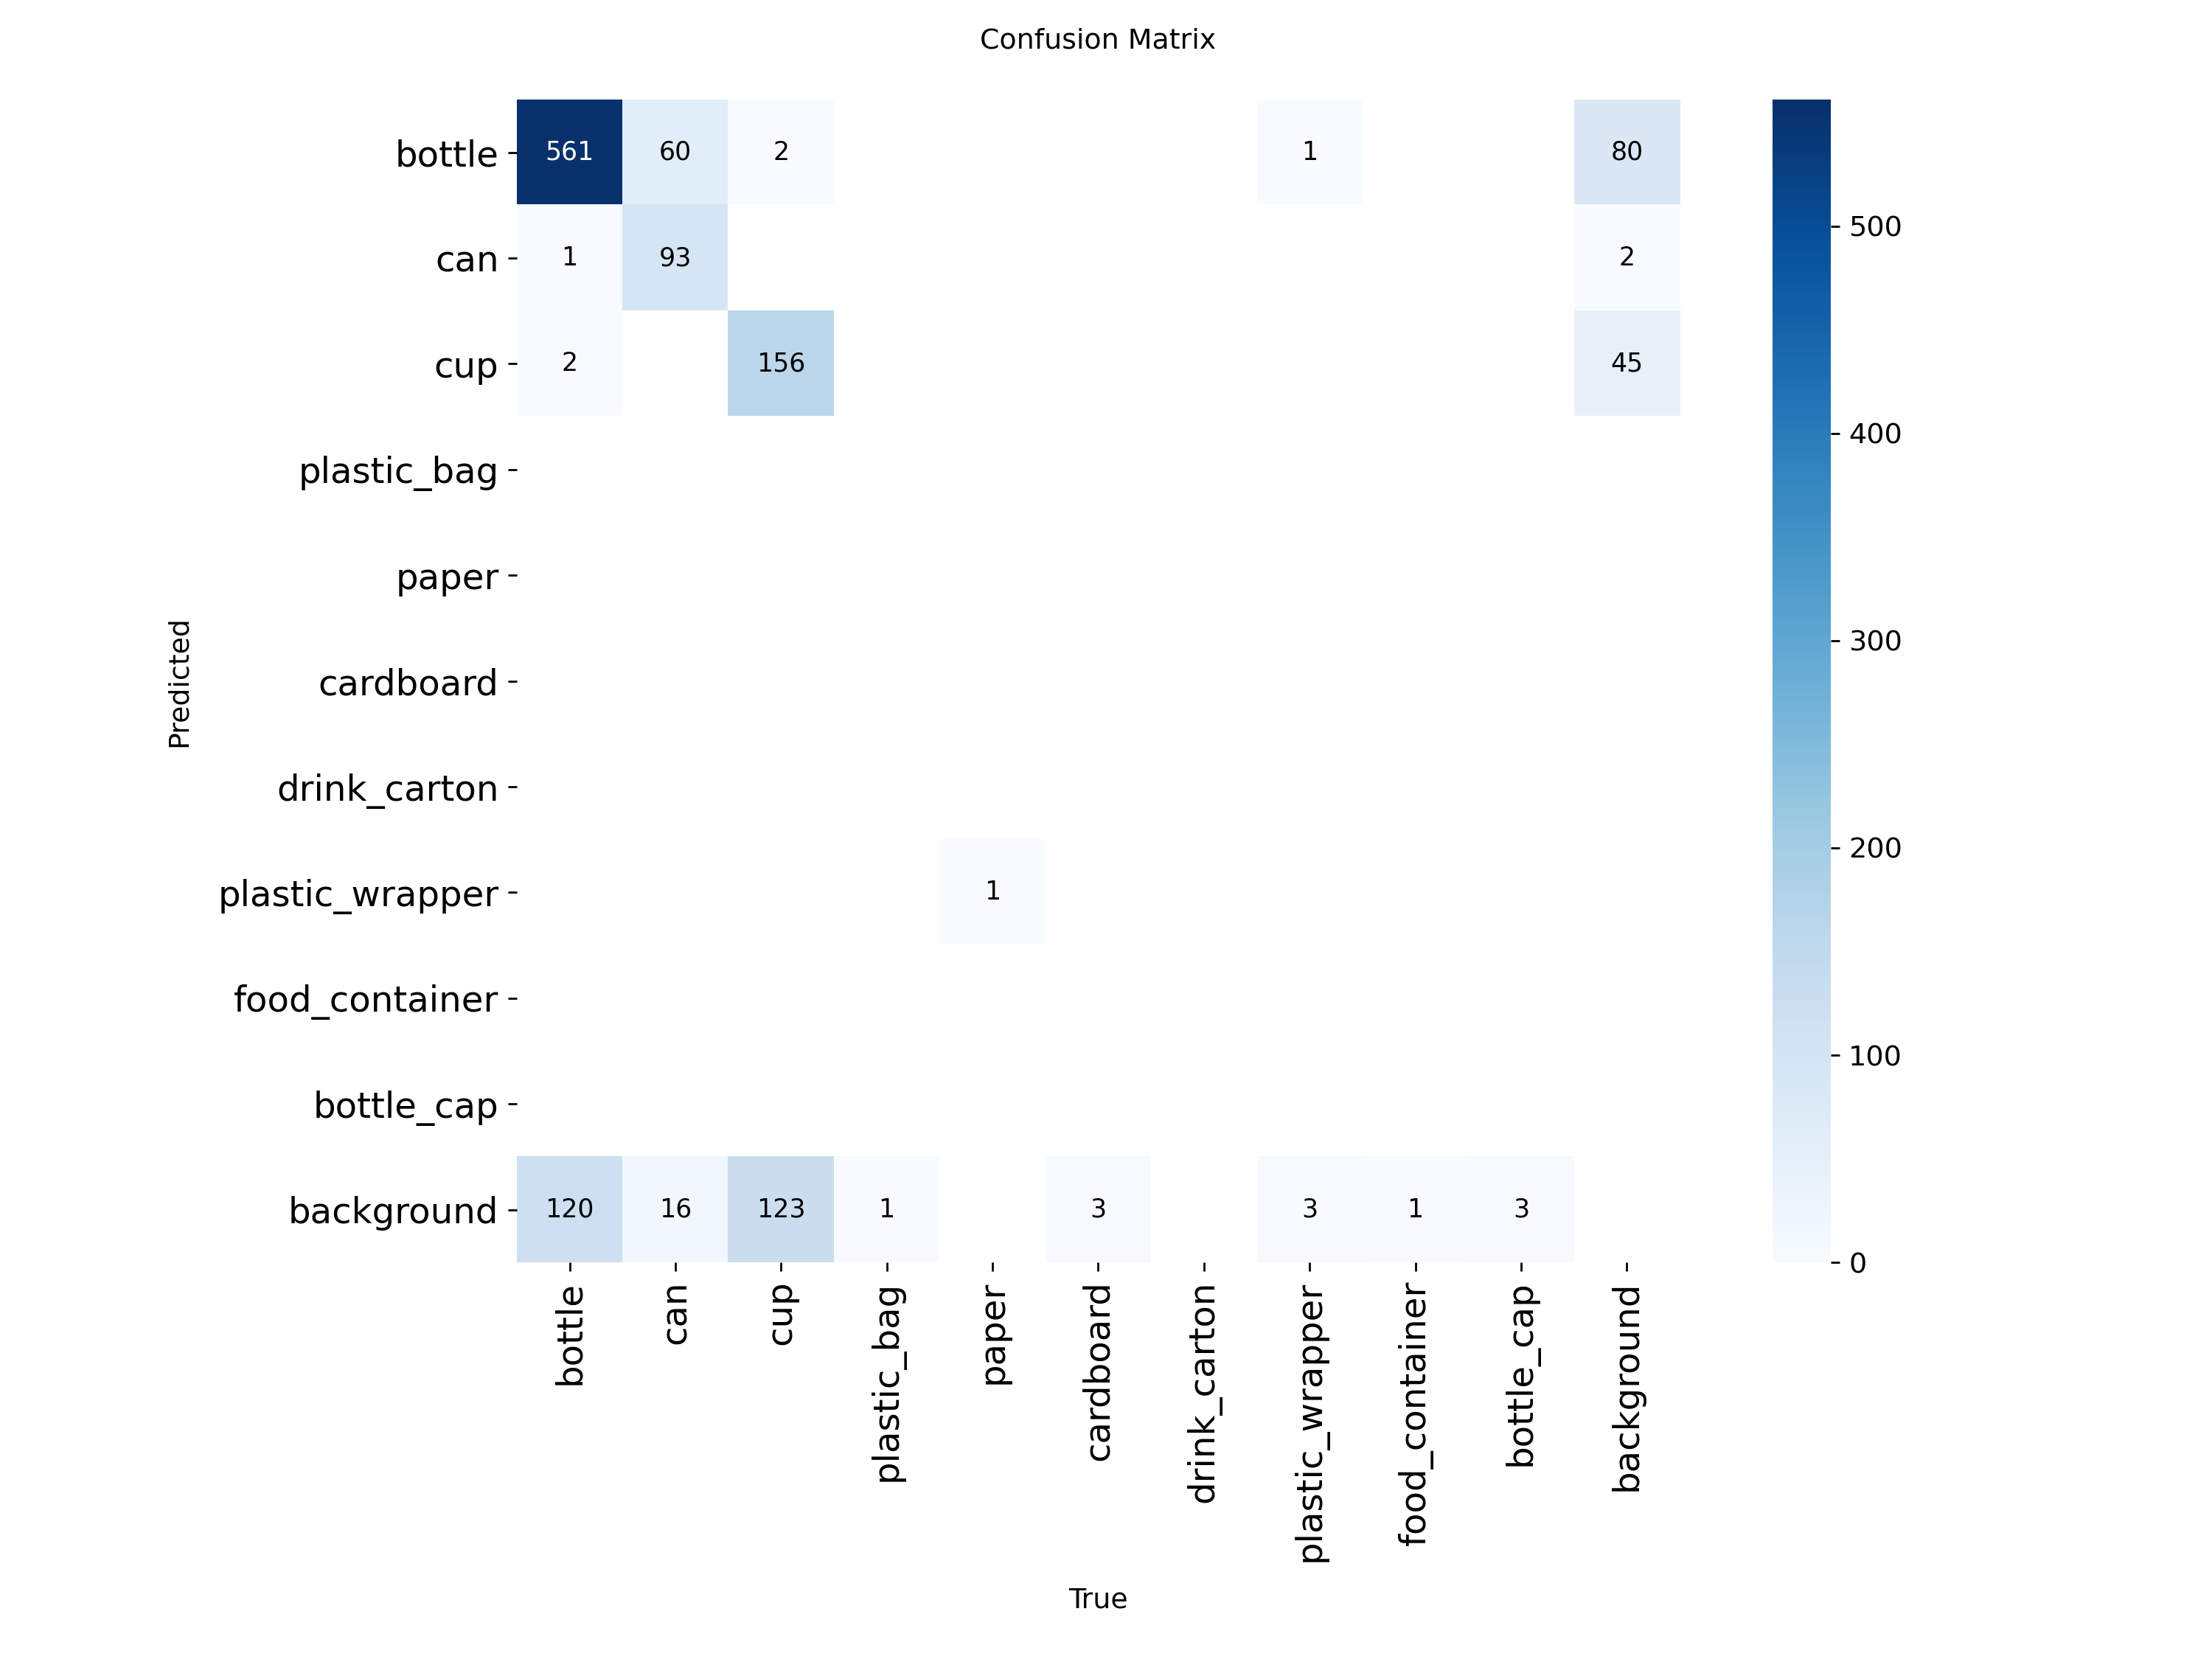 Confusion Matrix
bottle 561 60 2 1 80
can 1 93 2
cup 2 156 45
plastic_bag
paper
cardboard
drink_carton
plastic_wrapper 1
food_container
bottle_cap
background 120 16 123 1 3 3 1 3
bottle can cup plastic_bag paper cardboard drink_carton plastic_wrapper food_container bottle_cap background
Predicted
True
500
400
300
200
100
0